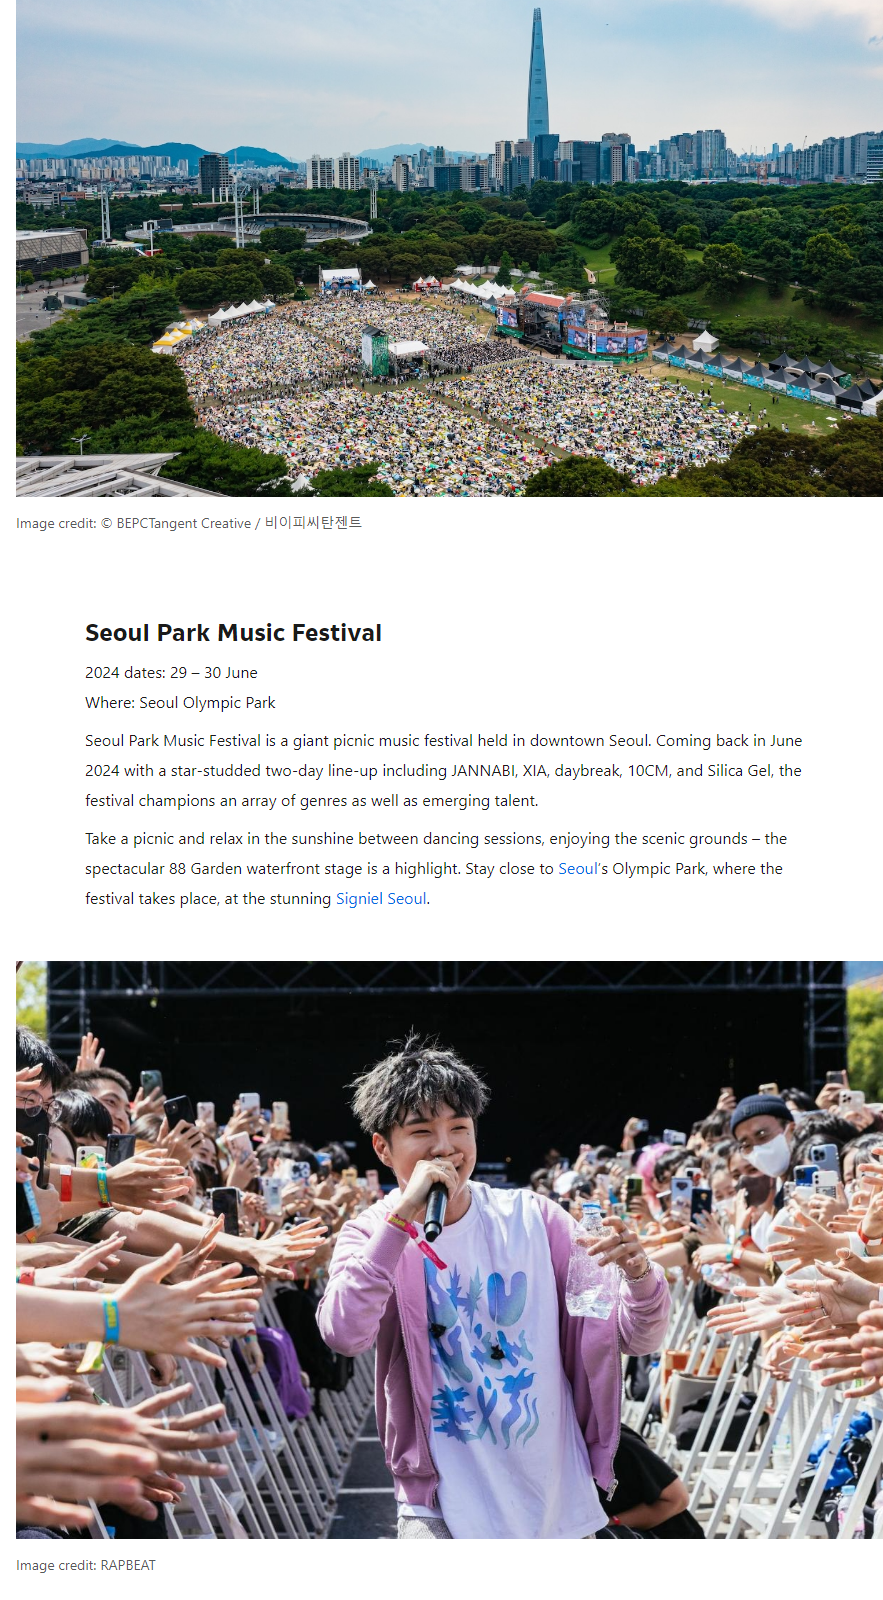 Image credit: © BEPCTangent Creative / 비이피씨탄젠트
Seoul Park Music Festival
2024 dates: 29 – 30 June
Where: Seoul Olympic Park
Seoul Park Music Festival is a giant picnic music festival held in downtown Seoul. Coming back in June
2024 with a star-studded two-day line-up including JANNABI, XIA, daybreak, 10CM, and Silica Gel, the
festival champions an array of genres as well as emerging talent.
Take a picnic and relax in the sunshine between dancing sessions, enjoying the scenic grounds – the
spectacular 88 Garden waterfront stage is a highlight. Stay close to Seoul's Olympic Park, where the
festival takes place, at the stunning Signiel Seoul.
Image credit: RAPBEAT